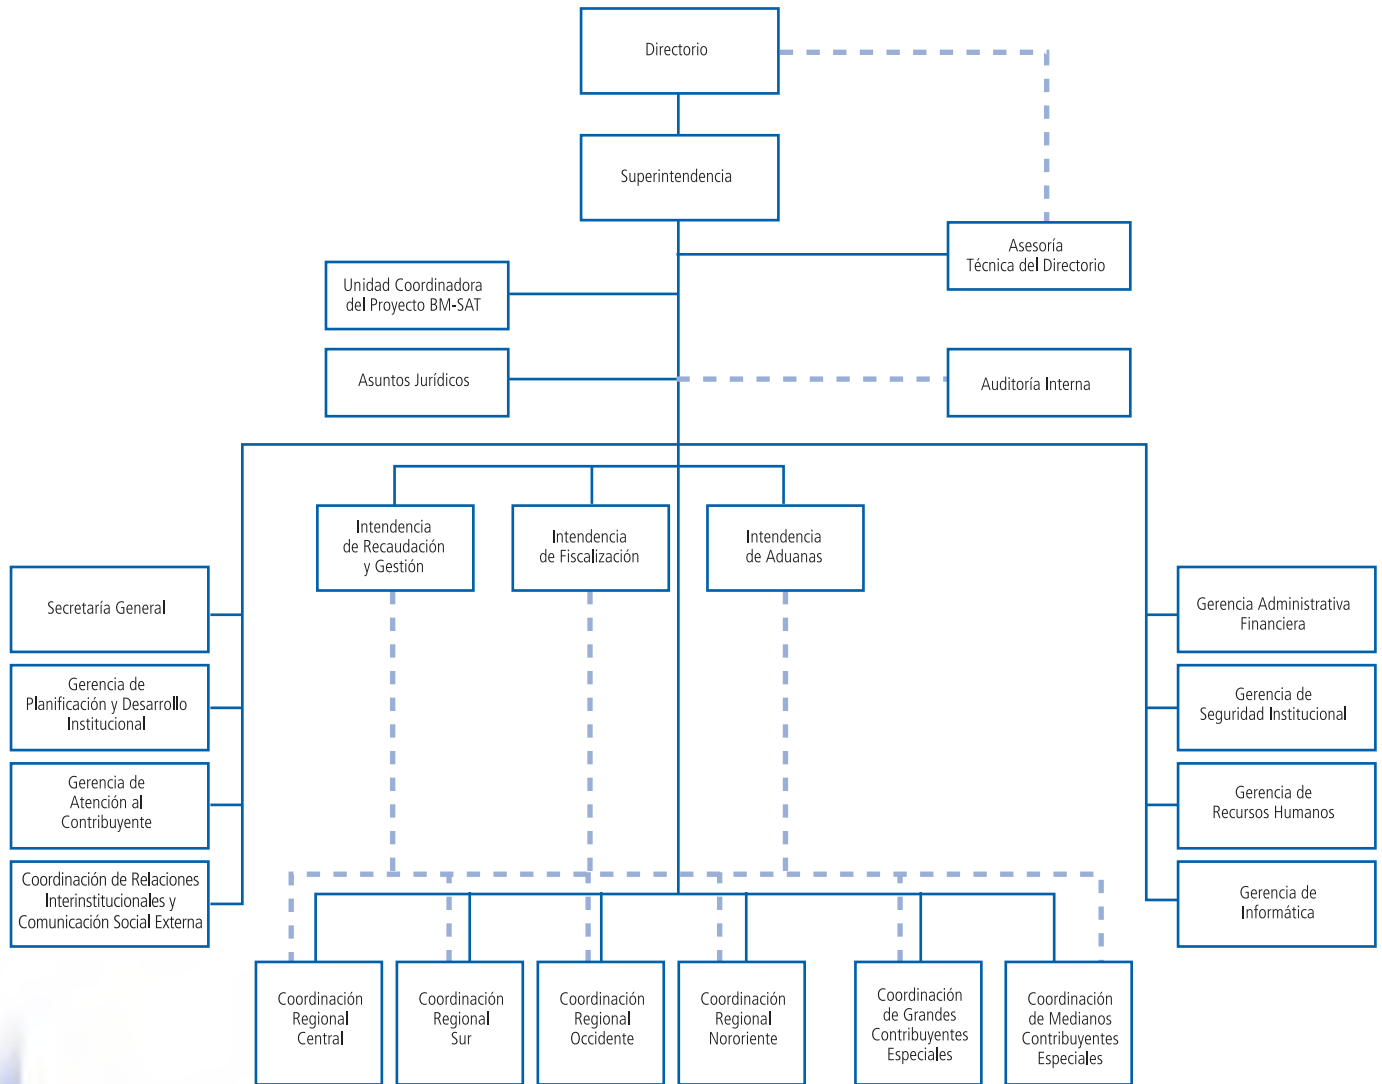 Directorio
Superintendencia
Asesoría
Técnica del Directorio
Unidad Coordinadora
del Proyecto BM-SAT
Asuntos Jurídicos
Auditoría Interna
Intendencia
de Recaudación
y Gestión
Intendencia
de Fiscalización
Intendencia
de Aduanas
Secretaría General
Gerencia de
Planificación y Desarrollo
Institucional
Gerencia de
Atención al
Contribuyente
Coordinación de Relaciones
Interinstitucionales y
Comunicación Social Externa
Gerencia Administrativa
Financiera
Gerencia de
Seguridad Institucional
Gerencia de
Recursos Humanos
Gerencia de
Informática
Coordinación
Regional
Central
Coordinación
Regional
Sur
Coordinación
Regional
Occidente
Coordinación
Regional
Nororiente
Coordinación
de Grandes
Contribuyentes
Especiales
Coordinación
de Medianos
Contribuyentes
Especiales